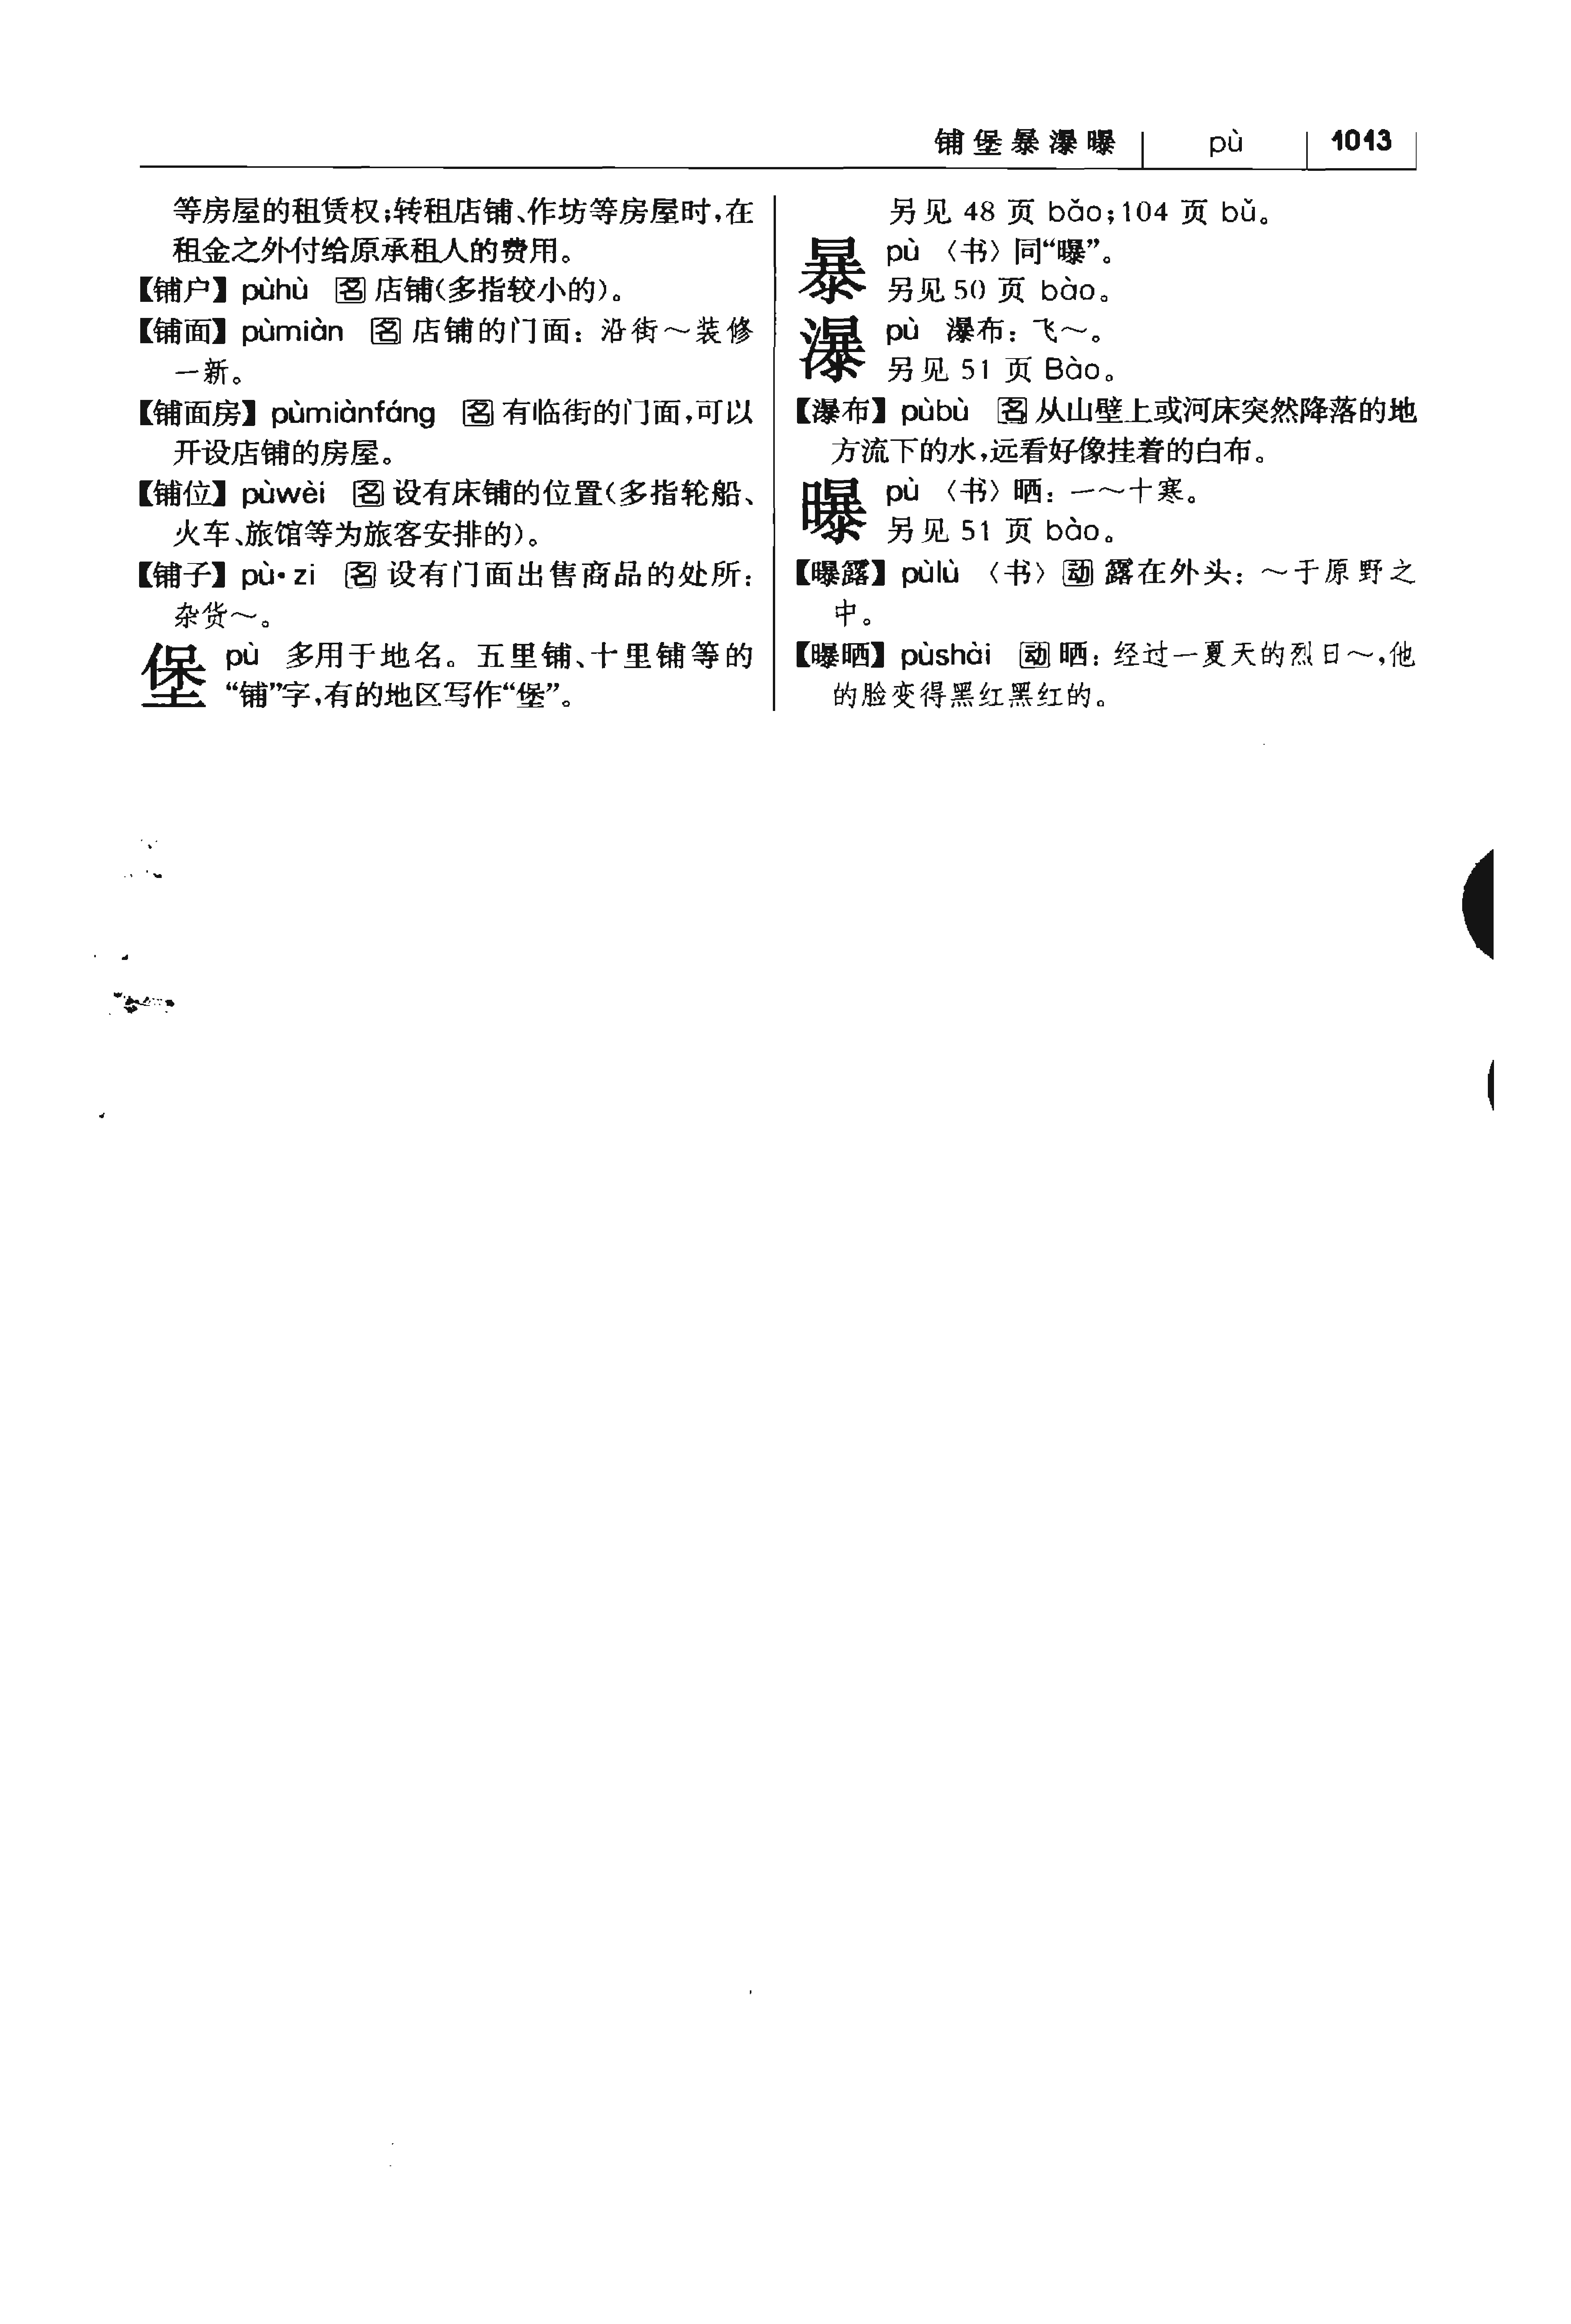 铺堡暴瀑曝 pù 1013
等房屋的租赁权;转租店铺、作坊等房屋时,在
租金之外付给原承租人的费用。
【铺户】pùhù 名 店铺(多指较小的)。
【铺面】pùmiàn 名 店铺的门面:沿街~装修
一新。
【铺面房】pùmiànfáng 名 有临街的门面,可以
开设店铺的房屋。
【铺位】pùwèi 名 设有床铺的位置(多指轮船、
火车、旅馆等为旅客安排的)。
【铺子】pù·zi 名 设有门面出售商品的处所:
杂货~。
堡 pù 多用于地名。五里铺、十里铺等的
“铺”字,有的地区写作“堡”。
另见 48 页 bǎo;104 页 bǔ。
暴 pù 〈书〉同“曝”。
另见 50 页 bào。
瀑 pù 瀑布:飞~。
另见 51 页 Bào。
【瀑布】pùbù 名 从山壁上或河床突然降落的地
方流下的水,远看好像挂着的白布。
曝 pù 〈书〉晒:一~十寒。
另见 51 页 bào。
【曝露】pùlù 〈书〉动 露在外头:~于原野之
中。
【曝晒】pùshài 动 晒:经过一夏天的烈日~,他
的脸变得黑红黑红的。